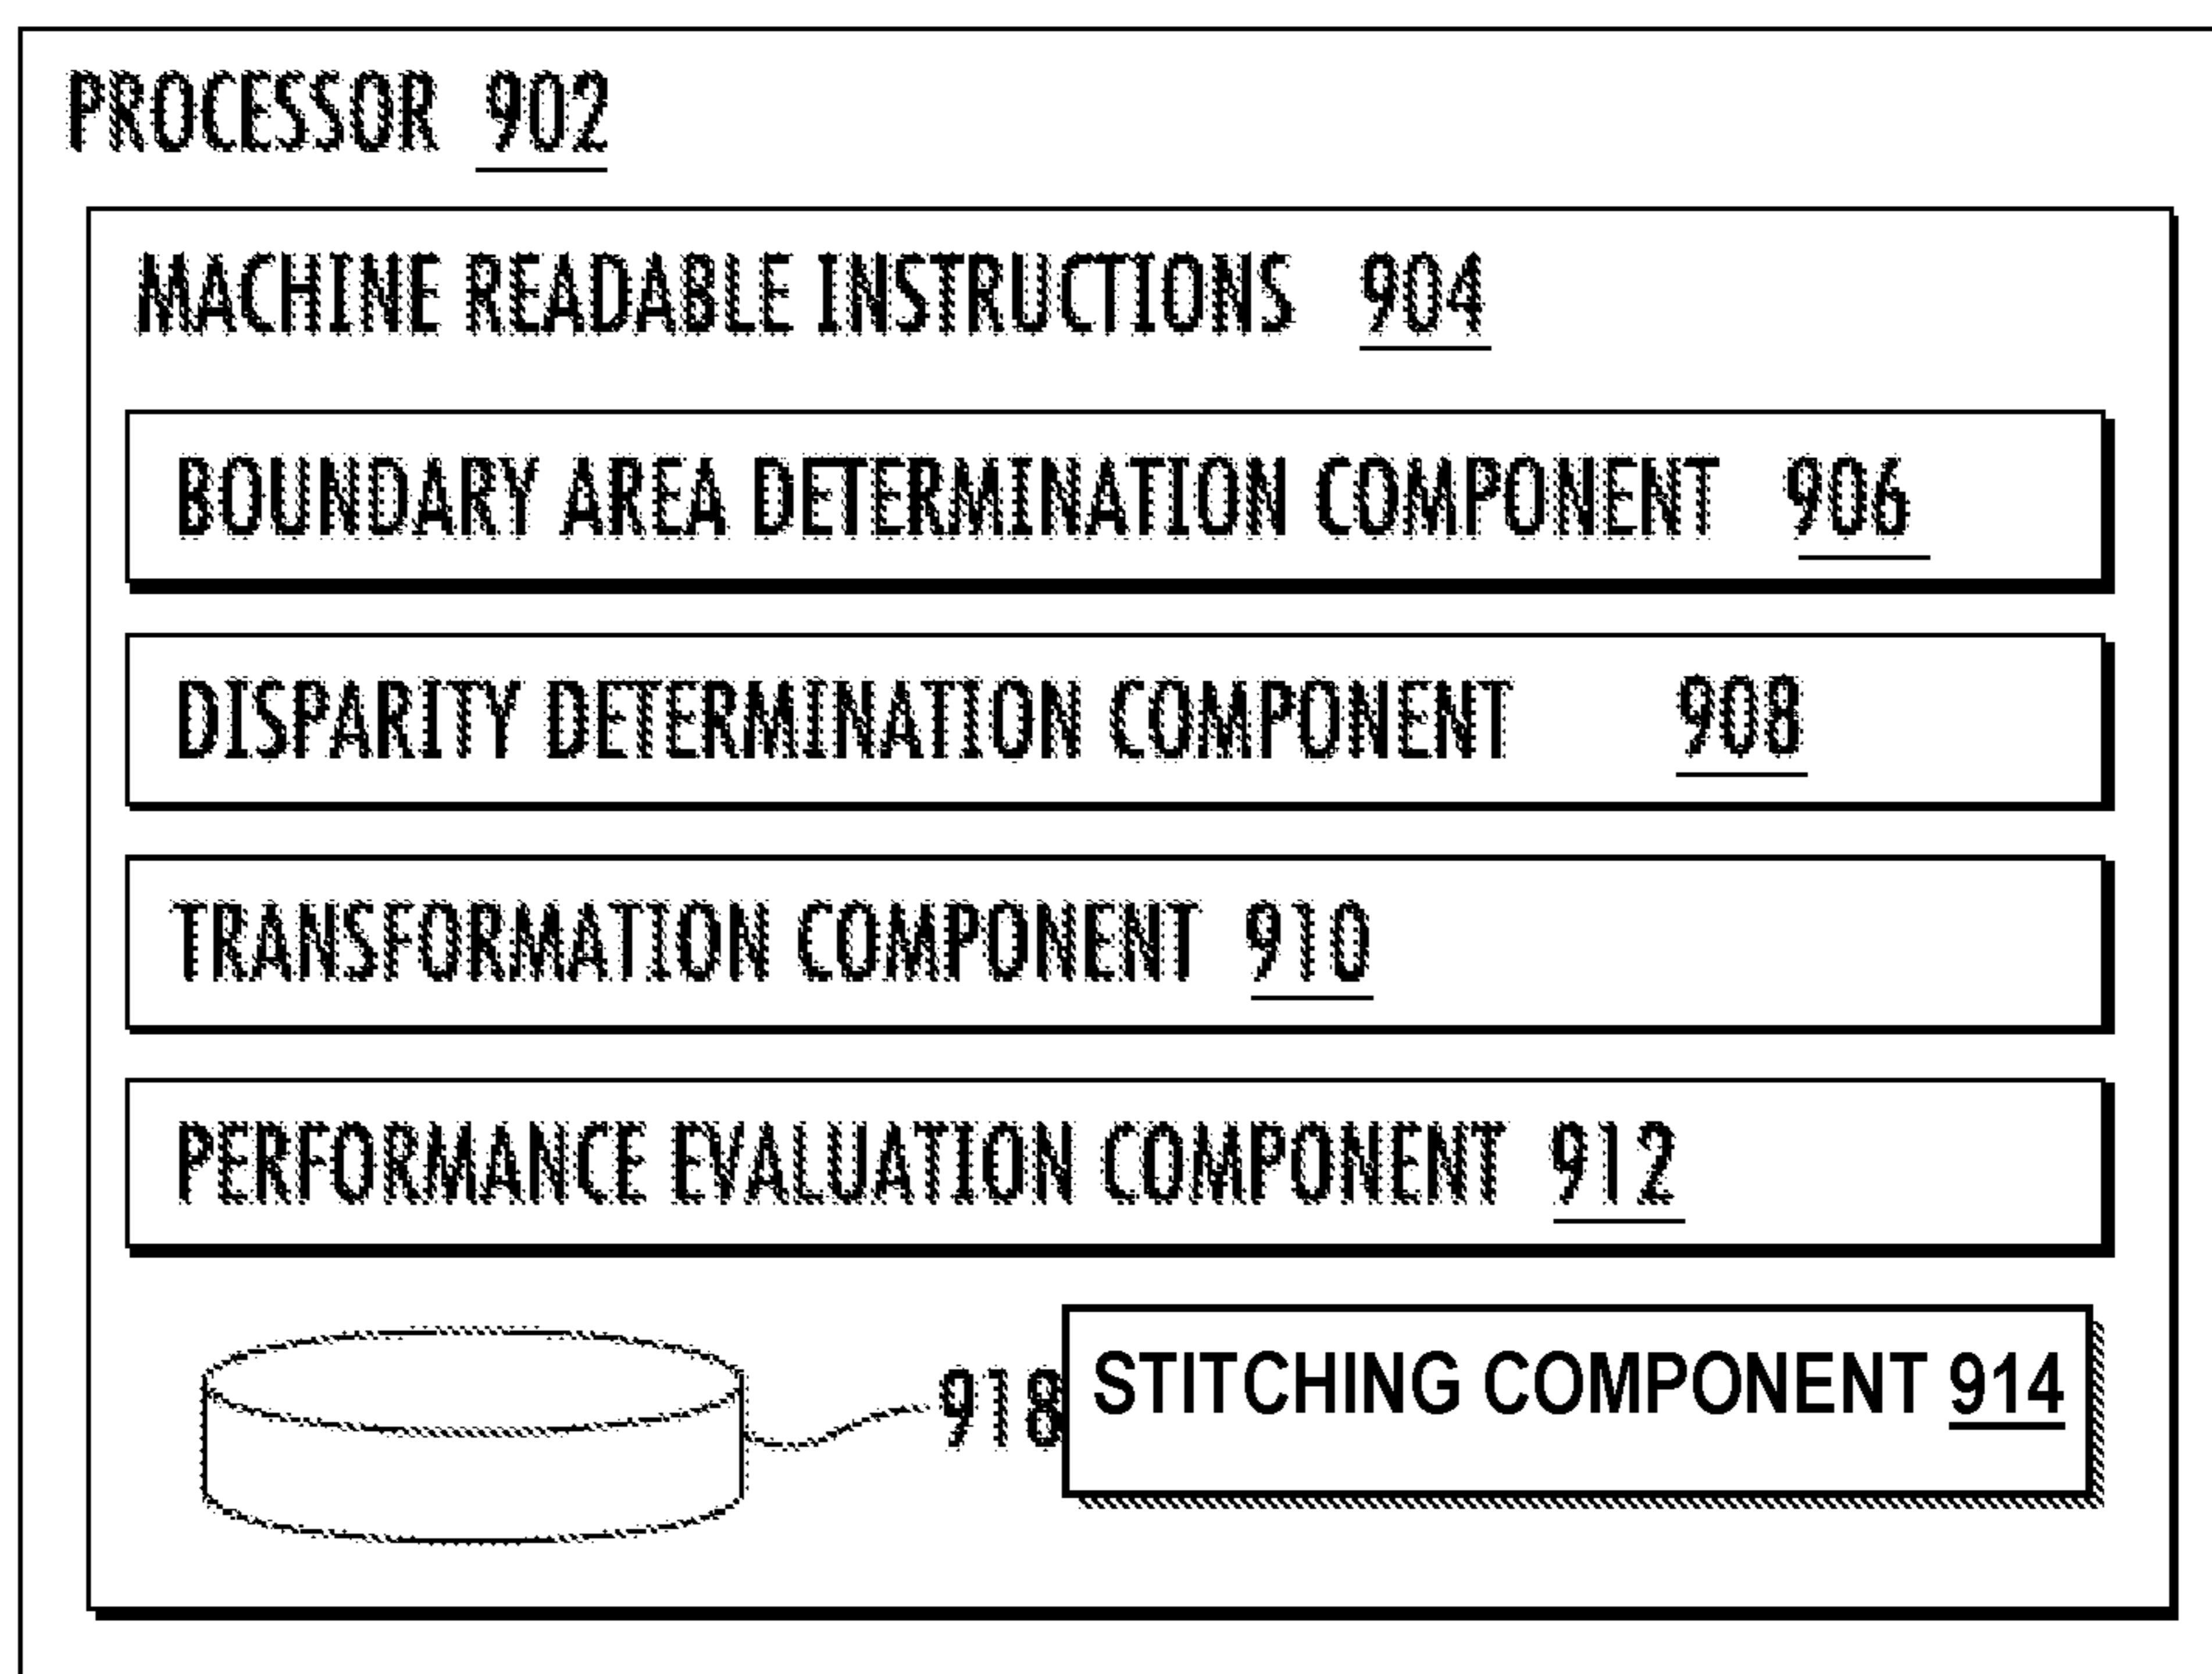 PROCESSOR 902
MACHINE READABLE INSTRUCTIONS 904
BOUNDARY AREA DETERMINATION COMPONENT 906
DISPARITY DETERMINATION COMPONENT 908
TRANSFORMATION COMPONENT 910
PERFORMANCE EVALUATION COMPONENT 912
918
STITCHING COMPONENT 914